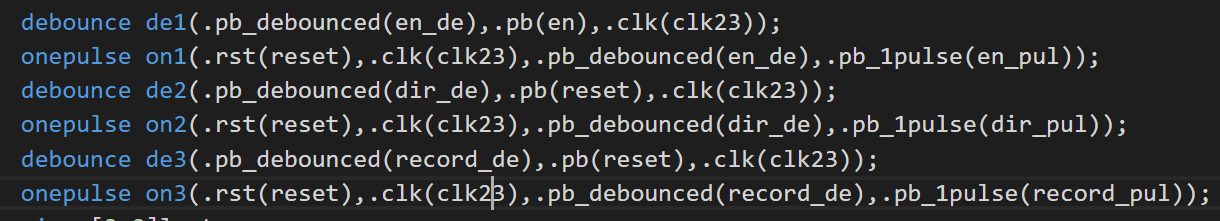 debounce de1(.pb_debounced(en_de),.pb(en),.clk(clk23));
onepulse on1(.rst(reset),.clk(clk23),.pb_debounced(en_de),.pb_1pulse(en_pul));
debounce de2(.pb_debounced(dir_de),.pb(reset),.clk(clk23));
onepulse on2(.rst(reset),.clk(clk23),.pb_debounced(dir_de),.pb_1pulse(dir_pul));
debounce de3(.pb_debounced(record_de),.pb(reset),.clk(clk23));
onepulse on3(.rst(reset),.clk(clk23),.pb_debounced(record_de),.pb_1pulse(record_pul));